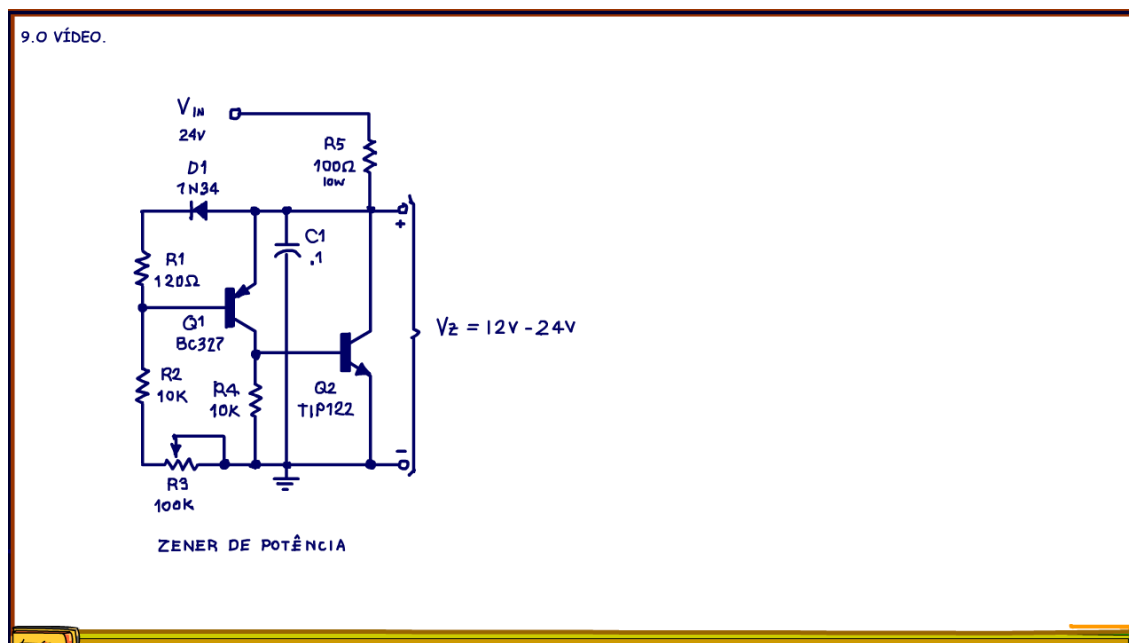 9.O VÍDEO.
VIN
24V
R5
100Ω
10W
D1
1N34
+
C1
.1
R1
120Ω
Q1
BC327
VZ = 12V - 24V
R2
10K
R4
10K
Q2
TIP122
−
R3
100K
ZENER DE POTÊNCIA